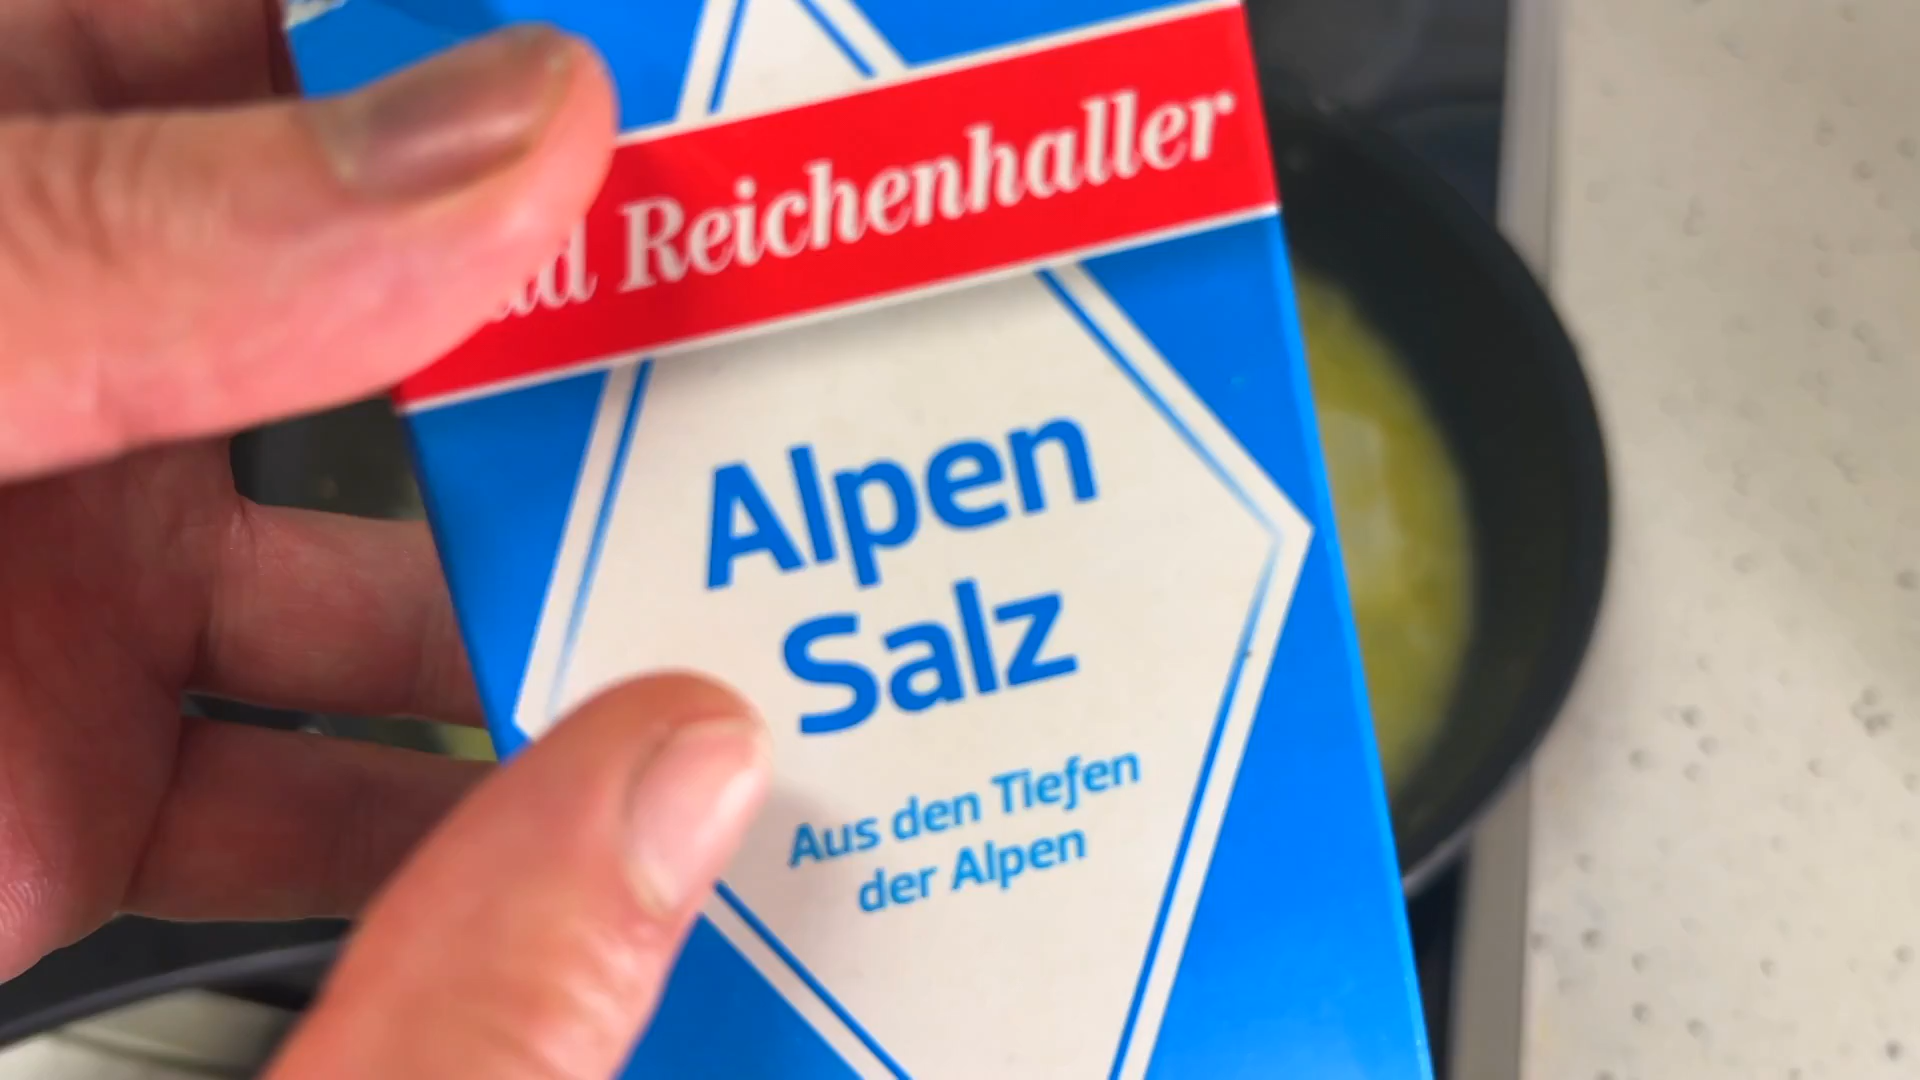 Reichenhaller
Alpen
Salz
Aus den Tiefen
der Alpen